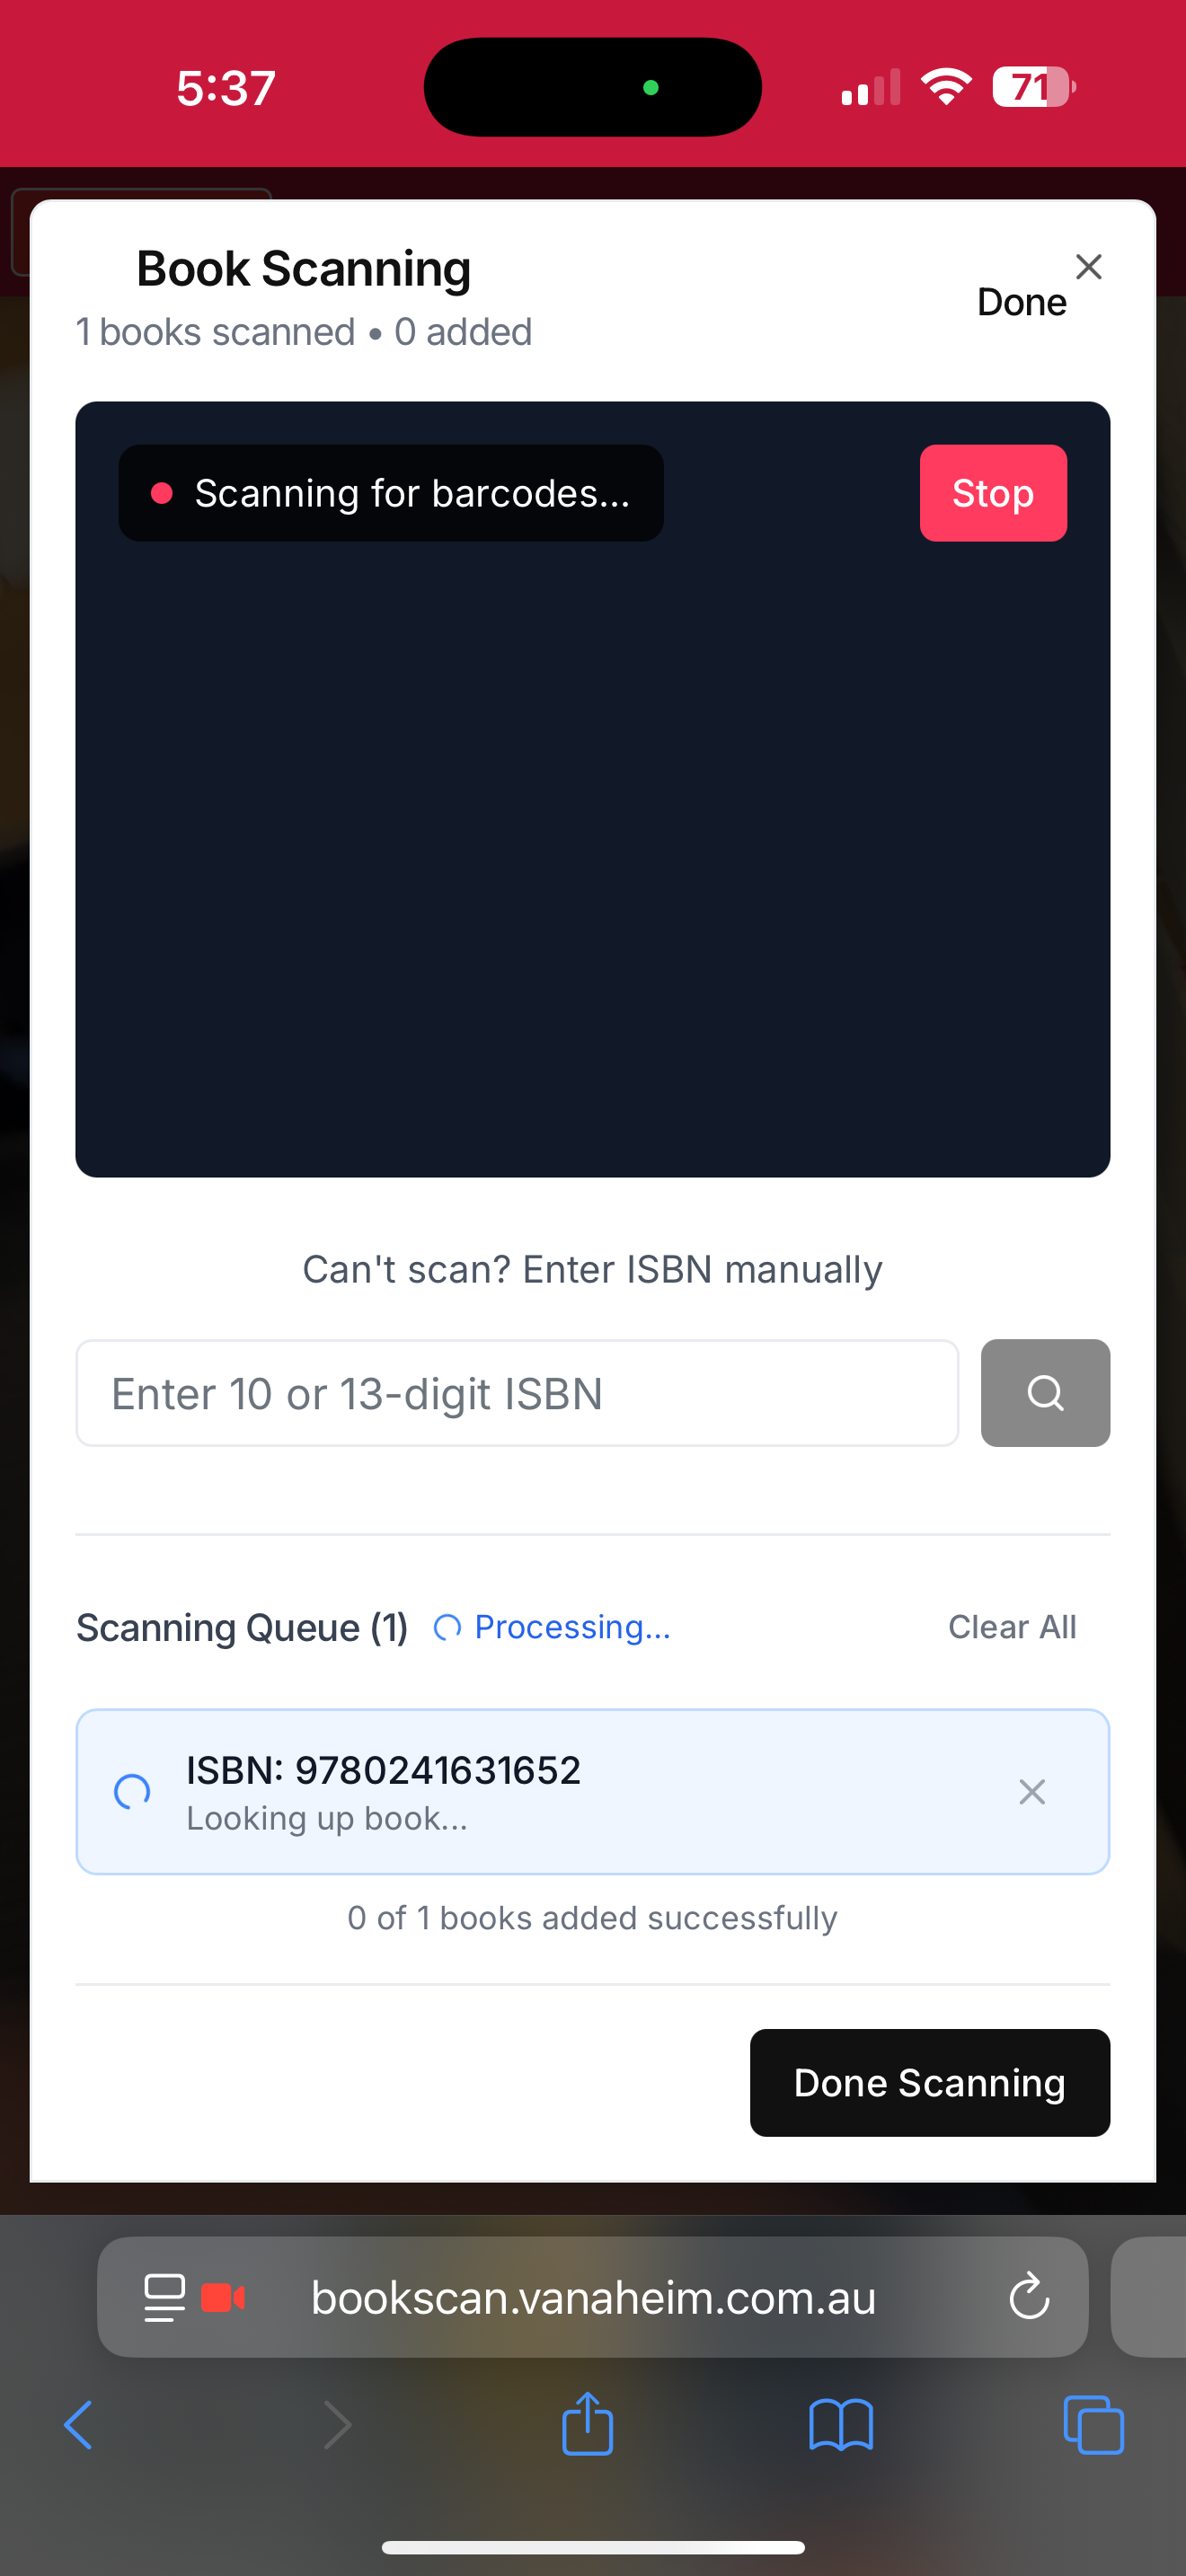 5:37
71
Book Scanning
Done
1 books scanned • 0 added
Scanning for barcodes...
Stop
Can't scan? Enter ISBN manually
Enter 10 or 13-digit ISBN
Scanning Queue (1)
Processing...
Clear All
ISBN: 9780241631652
Looking up book...
0 of 1 books added successfully
Done Scanning
bookscan.vanaheim.com.au